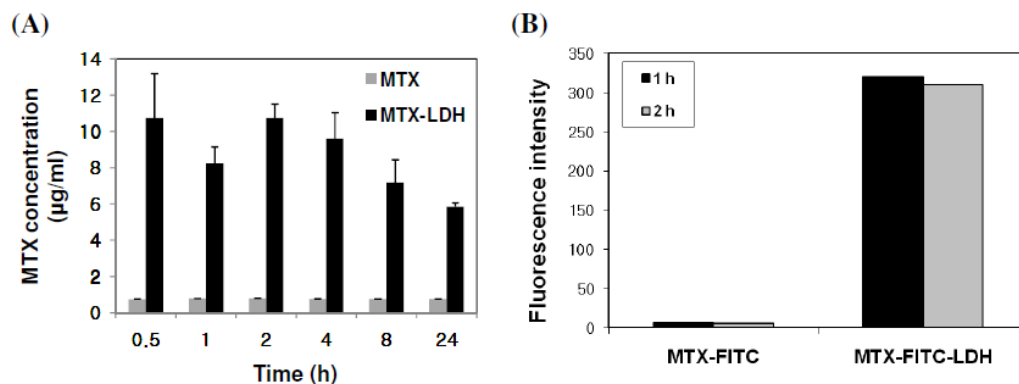 (A)
MTX concentration
(µg/ml)
14
12
10
8
6
4
2
0
MTX
MTX-LDH
0.5 1 2 4 8 24
Time (h)
(B)
Fluorescence intensity
350
300
250
200
150
100
50
0
1 h
2 h
MTX-FITC MTX-FITC-LDH